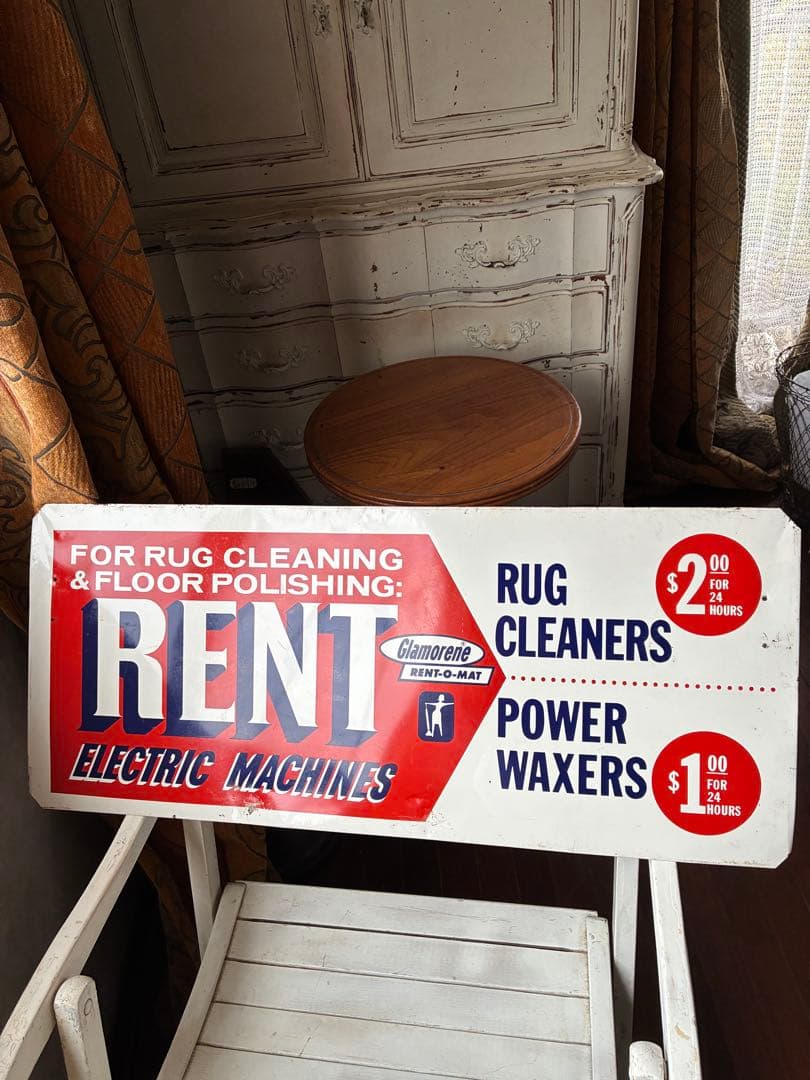 FOR RUG CLEANING
& FLOOR POLISHING:
RENT
ELECTRIC MACHINES
Glamorene
RENT-O-MAT
RUG
CLEANERS
$2.00
FOR
24
HOURS
POWER
WAXERS
$1.00
FOR
24
HOURS